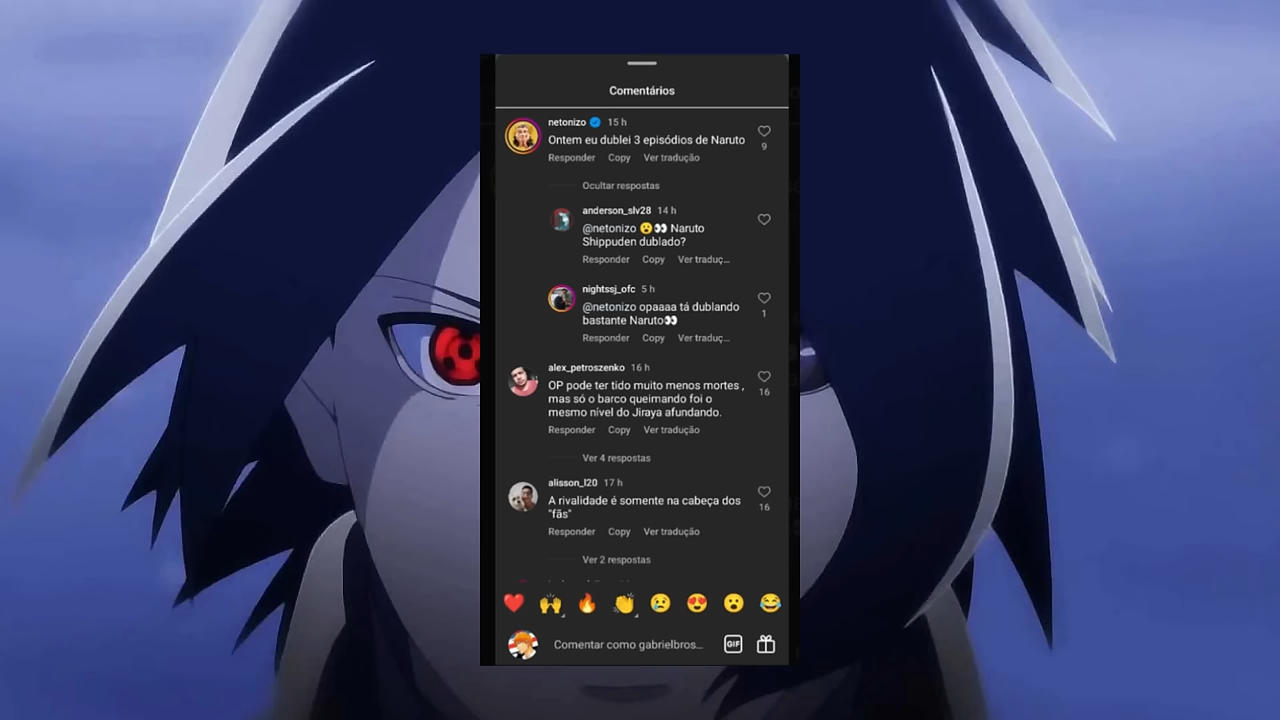 Comentários
netonizo 15 h
Ontem eu dublei 3 episódios de Naruto
9
Responder Copy Ver tradução
Ocultar respostas
anderson_slv28 14 h
@netonizo 😮👀 Naruto
Shippuden dublado?
Responder Copy Ver traduç...
nightssj_ofc 5 h
@netonizo opaaaa tá dublando
bastante Naruto👀
1
Responder Copy Ver traduç...
alex_petroszenko 16 h
OP pode ter tido muito menos mortes ,
mas só o barco queimando foi o
mesmo nível do Jiraya afundando.
16
Responder Copy Ver tradução
Ver 4 respostas
alisson_l20 17 h
A rivalidade é somente na cabeça dos
"fãs"
16
Responder Copy Ver tradução
Ver 2 respostas
Comentar como gabrielbros...
GIF